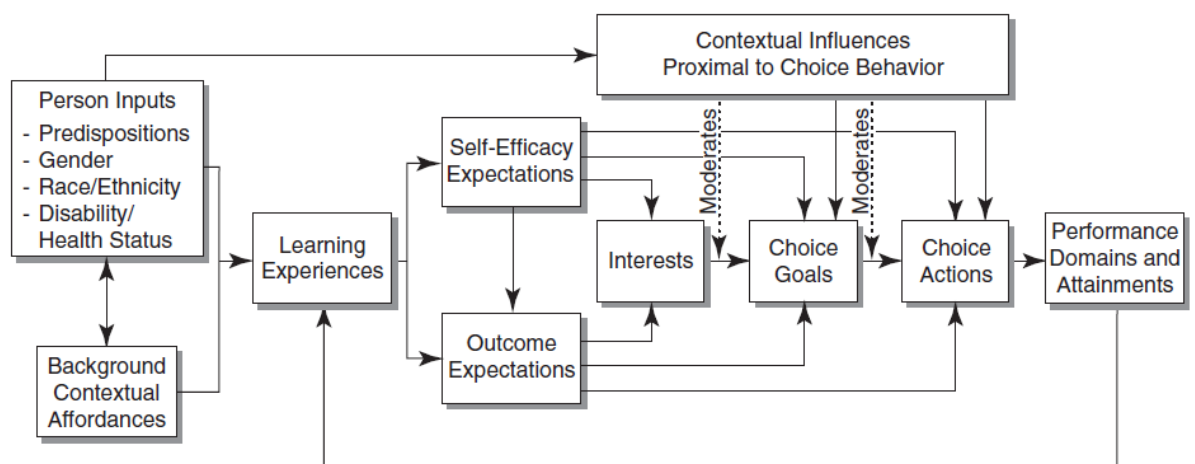 Contextual Influences
Proximal to Choice Behavior
Person Inputs
- Predispositions
- Gender
- Race/Ethnicity
- Disability/
Health Status
Background
Contextual
Affordances
Learning
Experiences
Self-Efficacy
Expectations
Outcome
Expectations
Interests
Moderates
Choice
Goals
Moderates
Choice
Actions
Performance
Domains and
Attainments